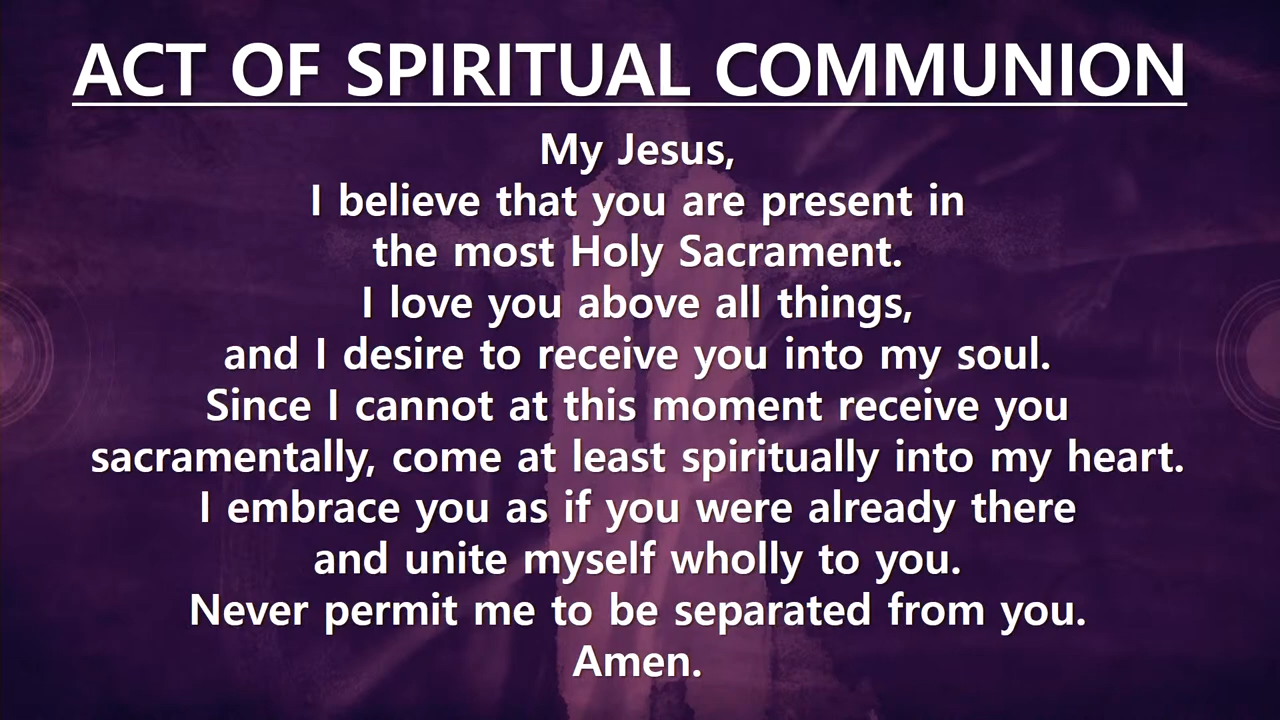 ACT OF SPIRITUAL COMMUNION
My Jesus,
I believe that you are present in
the most Holy Sacrament.
I love you above all things,
and I desire to receive you into my soul.
Since I cannot at this moment receive you
sacramentally, come at least spiritually into my heart.
I embrace you as if you were already there
and unite myself wholly to you.
Never permit me to be separated from you.
Amen.